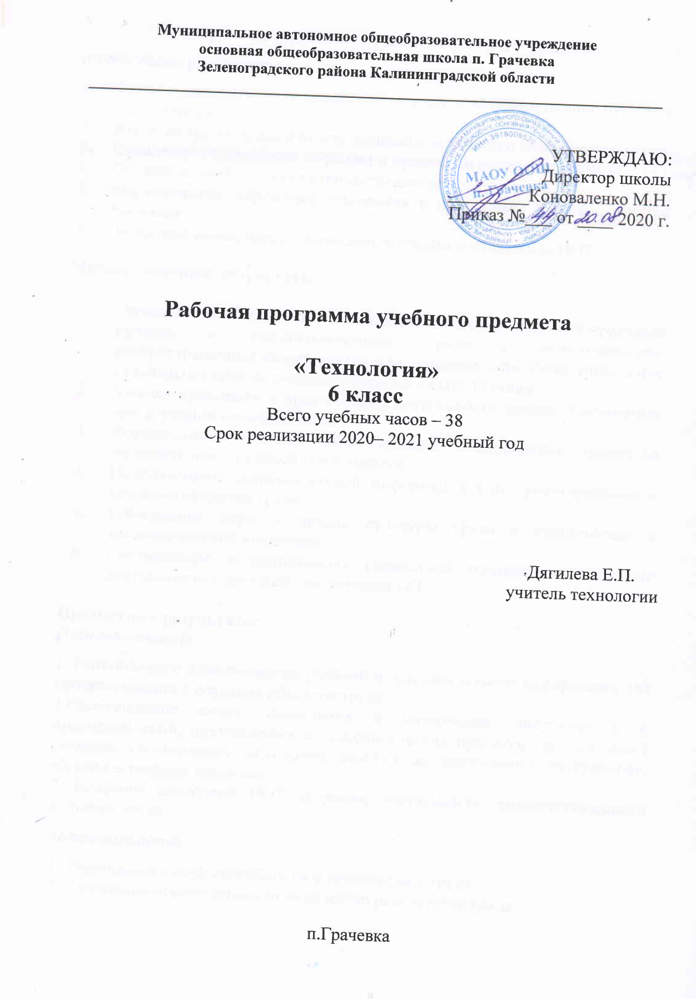 Муниципальное автономное общеобразовательное учреждение
основная общеобразовательная школа п. Грачевка
Зеленоградского района Калининградской области
ИНН 3918008520
МАОУ ООШ
п. Грачевка
УТВЕРЖДАЮ:
Директор школы
Коноваленко М.Н.
Приказ № 44 от 20.08 2020 г.
Рабочая программа учебного предмета
«Технология»
6 класс
Всего учебных часов – 38
Срок реализации 2020– 2021 учебный год
Дягилева Е.П.
учитель технологии
п.Грачевка